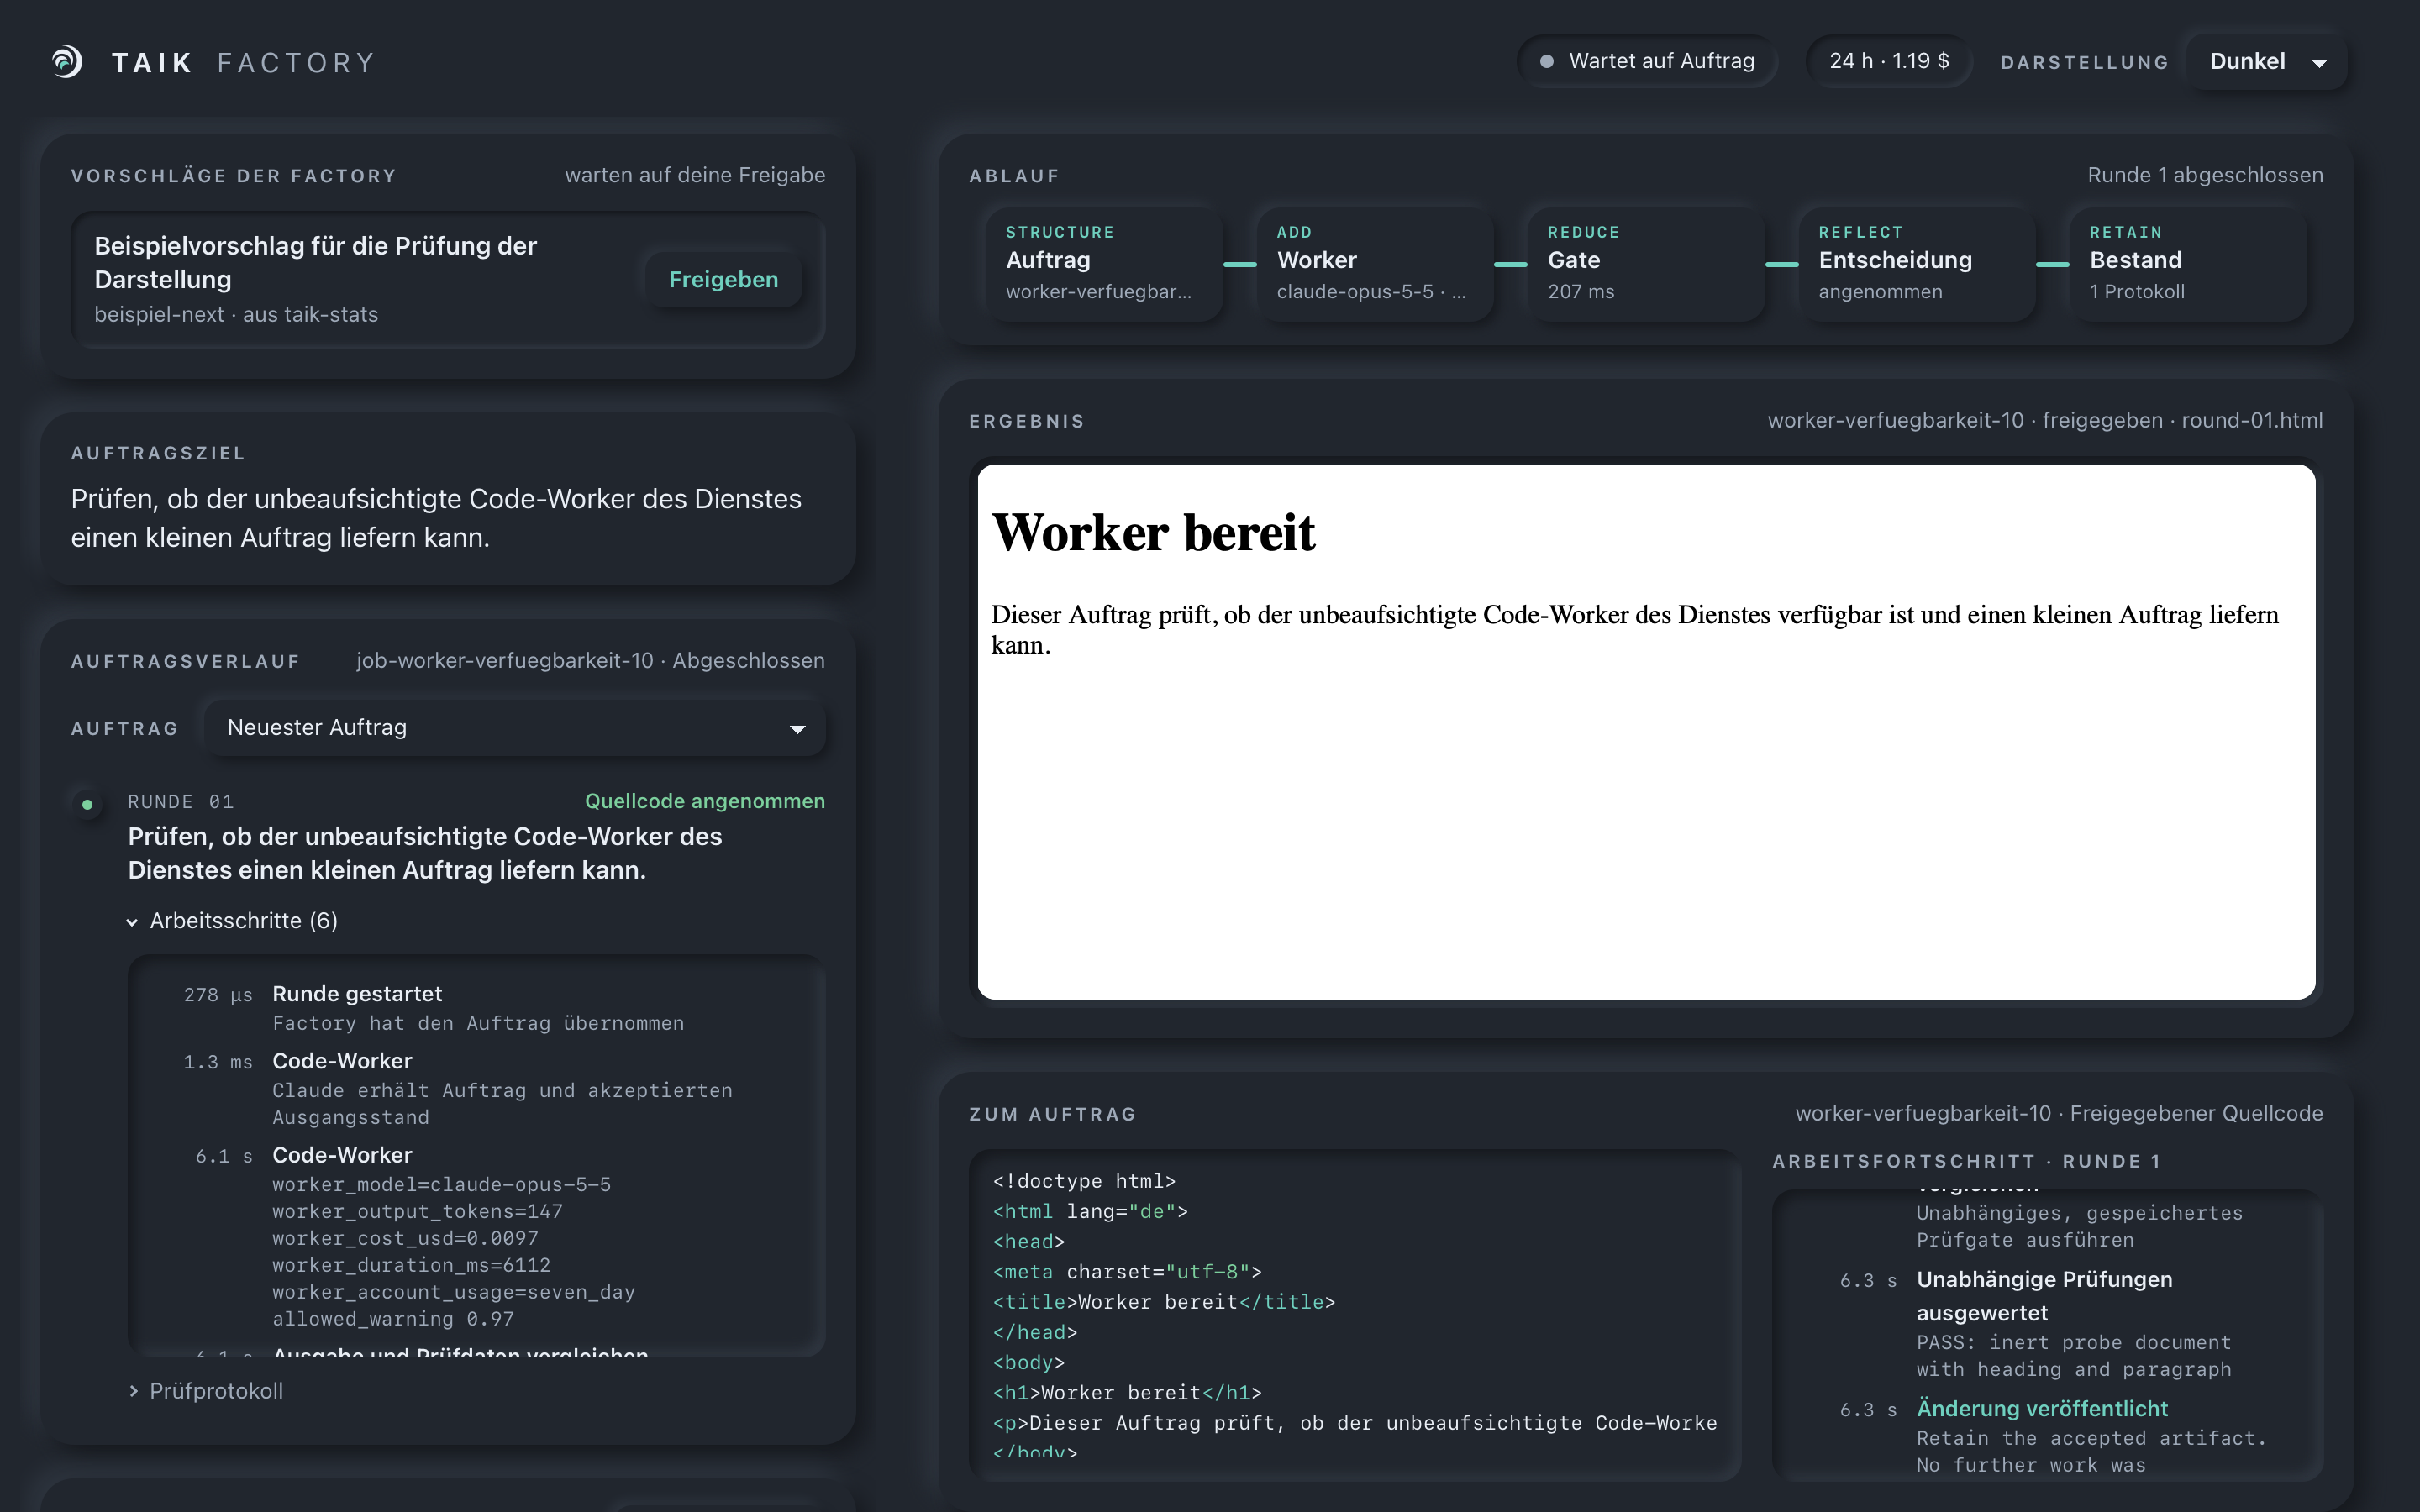 TAIK FACTORY
Wartet auf Auftrag
24 h · 1.19 $
DARSTELLUNG
Dunkel
VORSCHLÄGE DER FACTORY
warten auf deine Freigabe
Beispielvorschlag für die Prüfung der
Darstellung
beispiel-next · aus taik-stats
Freigeben
AUFTRAGSZIEL
Prüfen, ob der unbeaufsichtigte Code-Worker des Dienstes
einen kleinen Auftrag liefern kann.
AUFTRAGSVERLAUF
job-worker-verfuegbarkeit-10 · Abgeschlossen
AUFTRAG
Neuester Auftrag
RUNDE 01
Quellcode angenommen
Prüfen, ob der unbeaufsichtigte Code-Worker des
Dienstes einen kleinen Auftrag liefern kann.
Arbeitsschritte (6)
278 µs Runde gestartet
Factory hat den Auftrag übernommen
1.3 ms Code-Worker
Claude erhält Auftrag und akzeptierten
Ausgangsstand
6.1 s Code-Worker
worker_model=claude-opus-5-5
worker_output_tokens=147
worker_cost_usd=0.0097
worker_duration_ms=6112
worker_account_usage=seven_day
allowed_warning 0.97
6.1 s Ausgabe und Prüfdaten vergleichen
Prüfprotokoll
ABLAUF
Runde 1 abgeschlossen
STRUCTURE
Auftrag
worker-verfuegbar...
ADD
Worker
claude-opus-5-5 · ...
REDUCE
Gate
207 ms
REFLECT
Entscheidung
angenommen
RETAIN
Bestand
1 Protokoll
ERGEBNIS
worker-verfuegbarkeit-10 · freigegeben · round-01.html
Worker bereit
Dieser Auftrag prüft, ob der unbeaufsichtigte Code-Worker des Dienstes verfügbar ist und einen kleinen Auftrag liefern
kann.
ZUM AUFTRAG
worker-verfuegbarkeit-10 · Freigegebener Quellcode
<!doctype html>
<html lang="de">
<head>
<meta charset="utf-8">
<title>Worker bereit</title>
</head>
<body>
<h1>Worker bereit</h1>
<p>Dieser Auftrag prüft, ob der unbeaufsichtigte Code-Worke
</body>
ARBEITSFORTSCHRITT · RUNDE 1
vergleichen
Unabhängiges, gespeichertes
Prüfgate ausführen
6.3 s Unabhängige Prüfungen
ausgewertet
PASS: inert probe document
with heading and paragraph
6.3 s Änderung veröffentlicht
Retain the accepted artifact.
No further work was